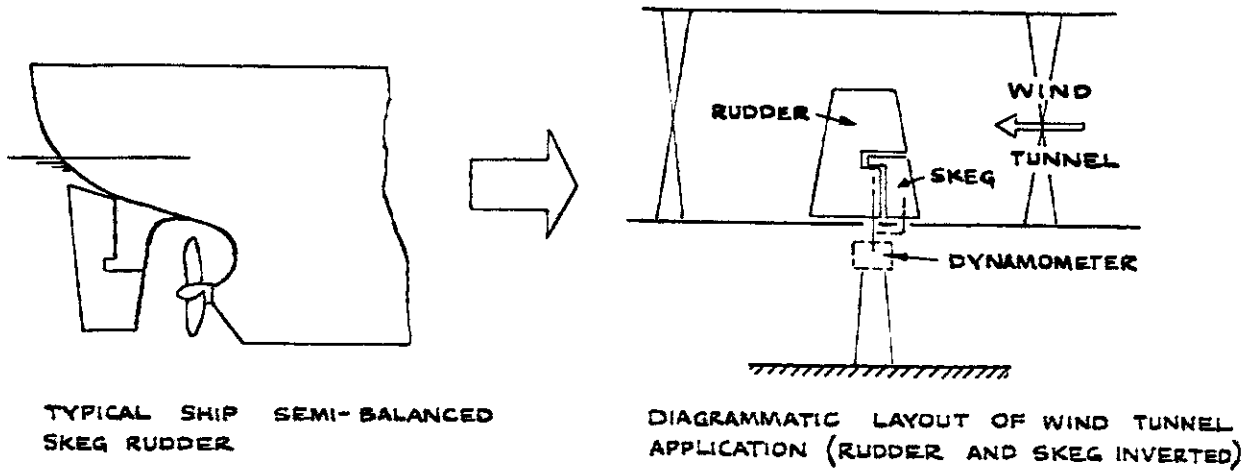 RUDDER
WIND
TUNNEL
SKEG
DYNAMOMETER
TYPICAL SHIP SEMI-BALANCED
SKEG RUDDER
DIAGRAMMATIC LAYOUT OF WIND TUNNEL
APPLICATION (RUDDER AND SKEG INVERTED)